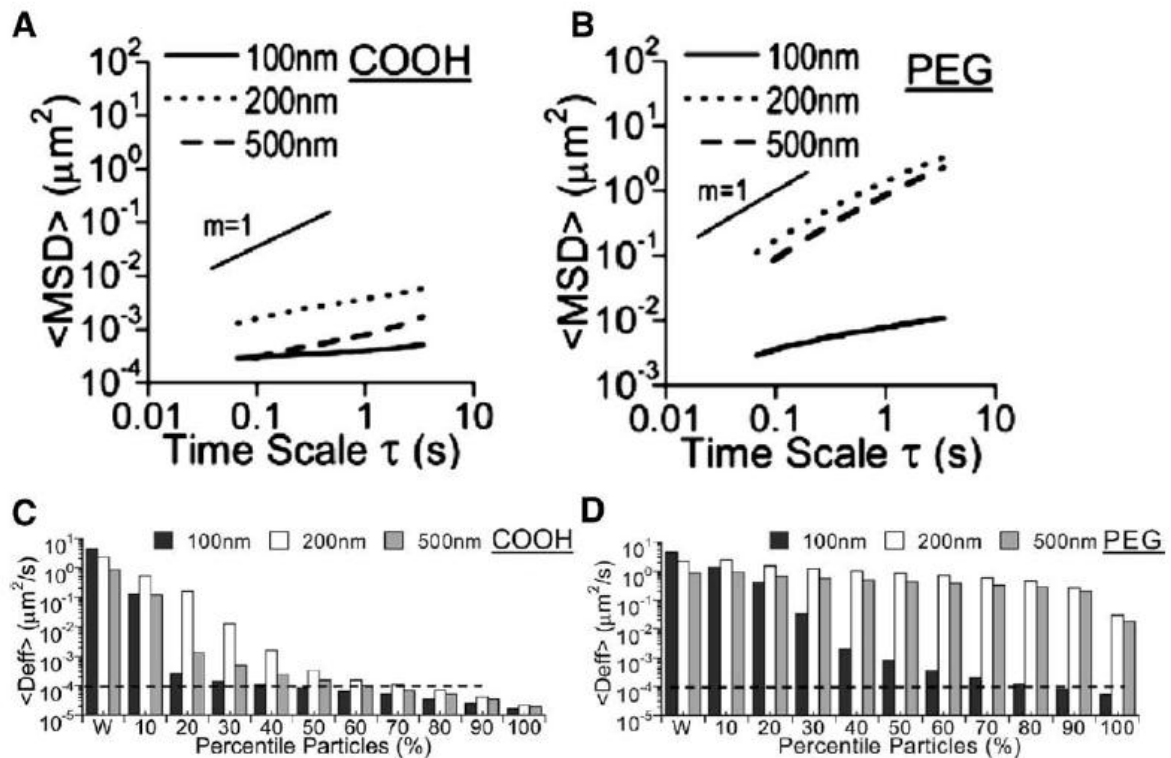 A
COOH
100nm
200nm
500nm
m=1
<MSD> (μm²)
10²
10¹
10⁰
10⁻¹
10⁻²
10⁻³
10⁻⁴
0.01 0.1 1 10
Time Scale τ (s)
B
PEG
100nm
200nm
500nm
m=1
<MSD> (μm²)
10²
10¹
10⁰
10⁻¹
10⁻²
10⁻³
0.01 0.1 1 10
Time Scale τ (s)
C
100nm 200nm 500nm COOH
<Deff> (μm²/s)
10¹
10⁰
10⁻¹
10⁻²
10⁻³
10⁻⁴
10⁻⁵
W 10 20 30 40 50 60 70 80 90 100
Percentile Particles (%)
D
100nm 200nm 500nm PEG
<Deff> (μm²/s)
10¹
10⁰
10⁻¹
10⁻²
10⁻³
10⁻⁴
10⁻⁵
W 10 20 30 40 50 60 70 80 90 100
Percentile Particles (%)